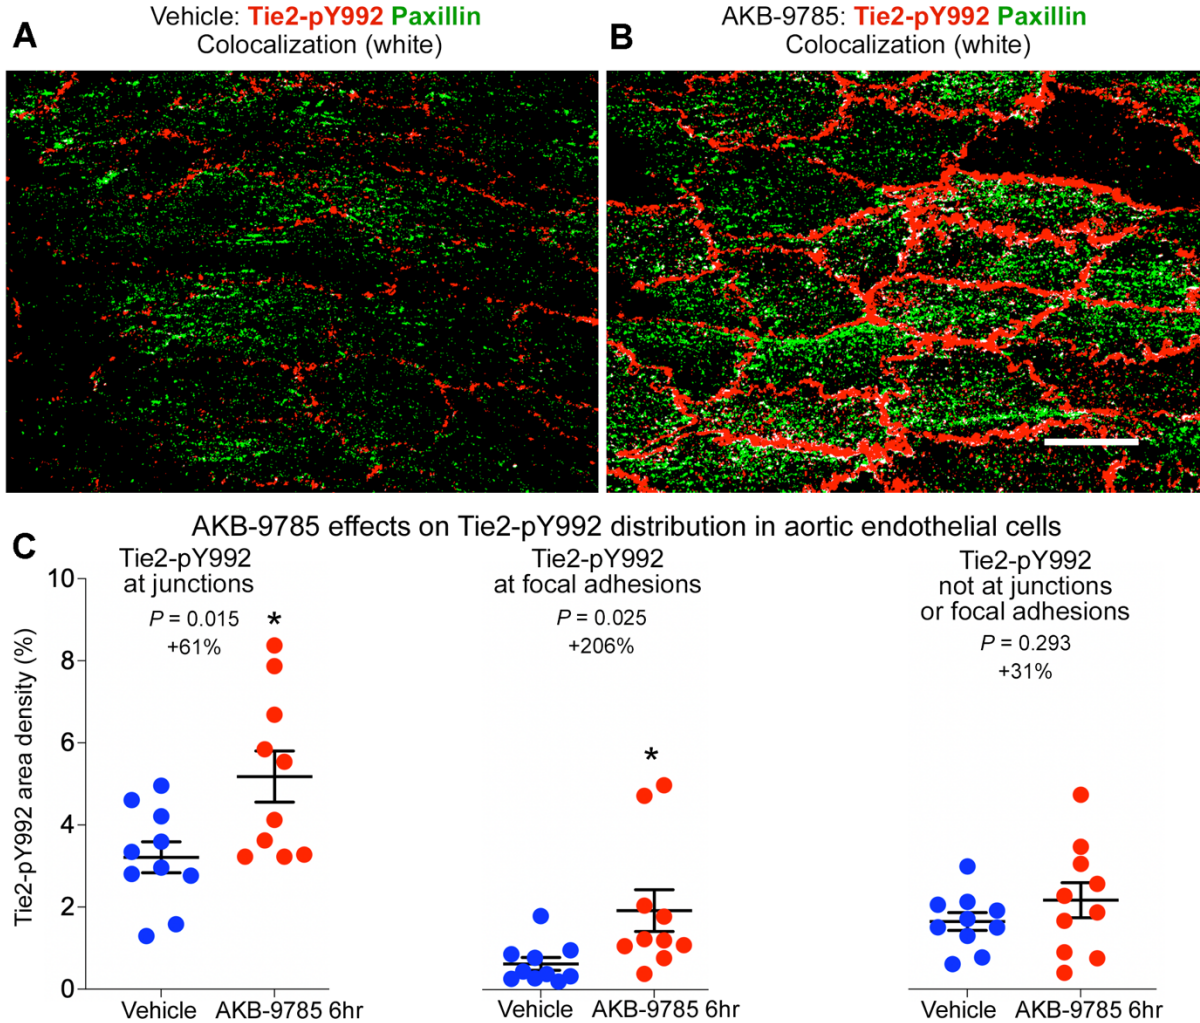 A
Vehicle: Tie2-pY992 Paxillin
Colocalization (white)
B
AKB-9785: Tie2-pY992 Paxillin
Colocalization (white)
C
AKB-9785 effects on Tie2-pY992 distribution in aortic endothelial cells
Tie2-pY992 area density (%)
10
8
6
4
2
0
Tie2-pY992
at junctions
P = 0.015
+61%
*
Vehicle
AKB-9785 6hr
Tie2-pY992
at focal adhesions
P = 0.025
+206%
*
Vehicle
AKB-9785 6hr
Tie2-pY992
not at junctions
or focal adhesions
P = 0.293
+31%
Vehicle
AKB-9785 6hr